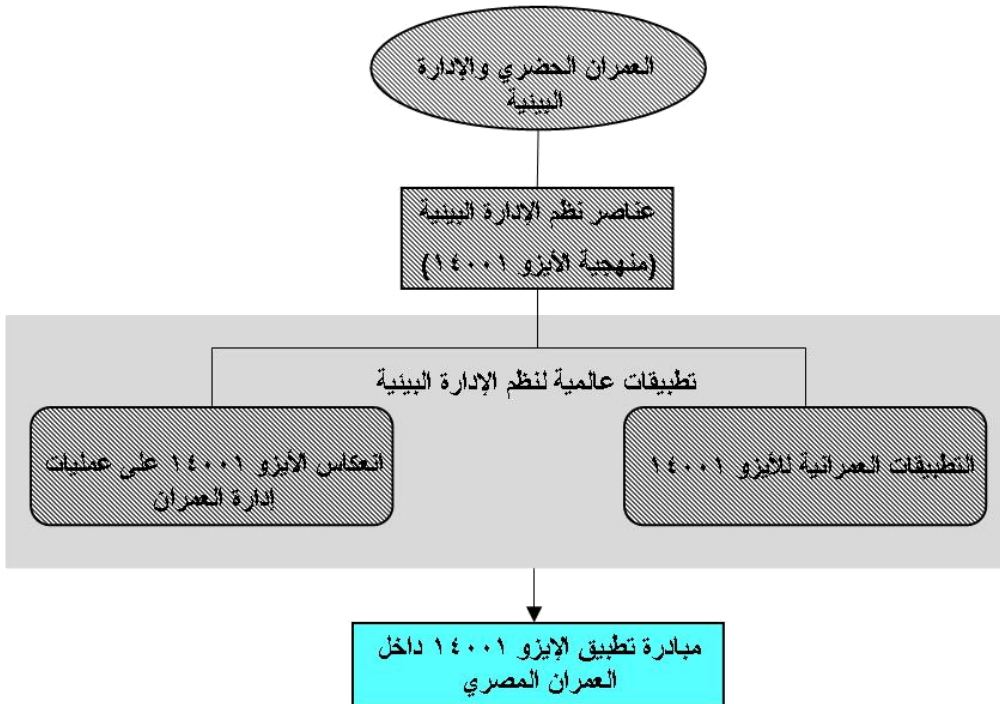 العمران الحضري والإدارة
البيئية
عناصر نظم الإدارة البيئية
(منهجية الأيزو ١٤٠٠١)
تطبيقات عالمية لنظم الإدارة البيئية
التطبيقات العمرانية للأيزو ١٤٠٠١
انعكاس الأيزو ١٤٠٠١ على عمليات
إدارة العمران
مبادرة تطبيق الإيزو ١٤٠٠١ داخل
العمران المصري